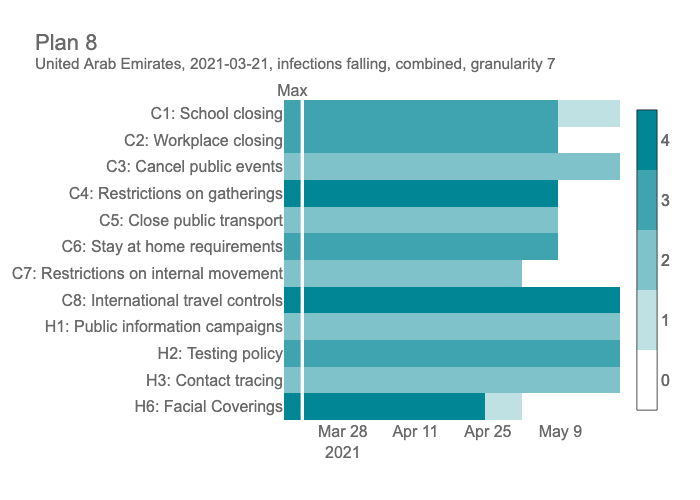 Plan 8
United Arab Emirates, 2021-03-21, infections falling, combined, granularity 7
Max
C1: School closing
C2: Workplace closing
C3: Cancel public events
C4: Restrictions on gatherings
C5: Close public transport
C6: Stay at home requirements
C7: Restrictions on internal movement
C8: International travel controls
H1: Public information campaigns
H2: Testing policy
H3: Contact tracing
H6: Facial Coverings
Mar 28 Apr 11 Apr 25 May 9
2021
4
3
2
1
0